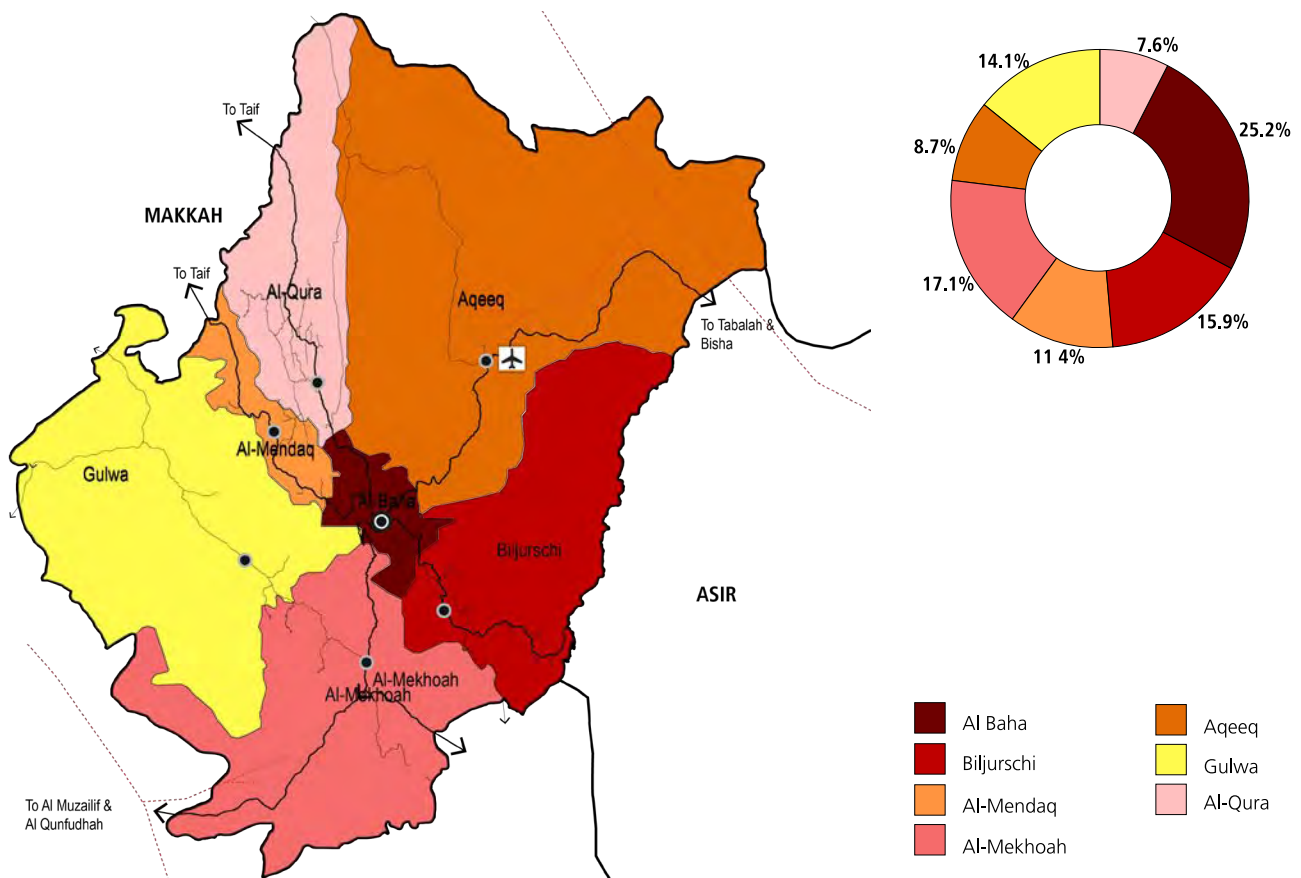 To Taif
MAKKAH
To Taif
Al-Qura
Aqeeq
To Tabalah &
Bisha
Al-Mendaq
Gulwa
Al Baha
Biljurschi
ASIR
Al-Mekhoah
Al-Mekhoah
To Al Muzailif &
Al Qunfudhah
7.6%
14.1%
25.2%
8.7%
17.1%
15.9%
11 4%
Al Baha
Biljurschi
Al-Mendaq
Al-Mekhoah
Aqeeq
Gulwa
Al-Qura